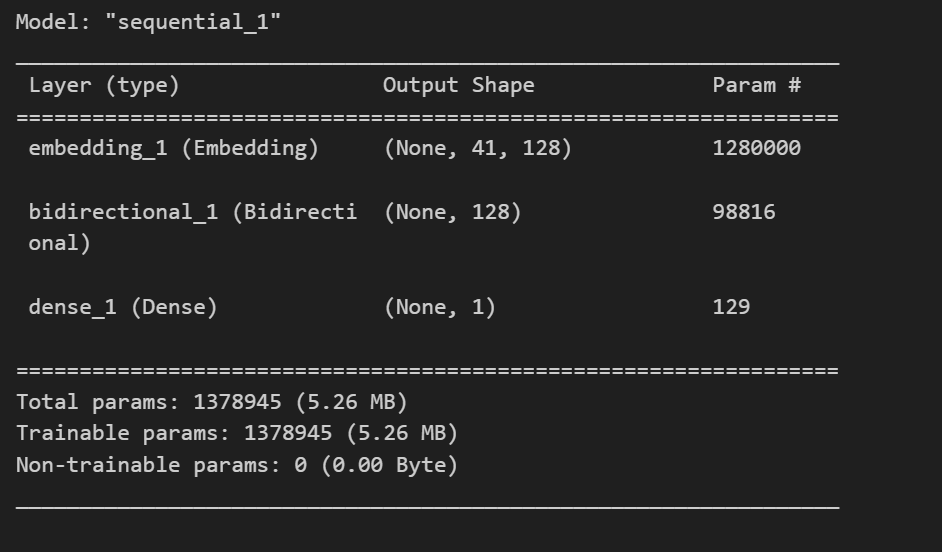 Model: "sequential_1"
Layer (type) Output Shape Param #
=================================================================
embedding_1 (Embedding) (None, 41, 128) 1280000
bidirectional_1 (Bidirecti (None, 128) 98816
onal)
dense_1 (Dense) (None, 1) 129
=================================================================
Total params: 1378945 (5.26 MB)
Trainable params: 1378945 (5.26 MB)
Non-trainable params: 0 (0.00 Byte)